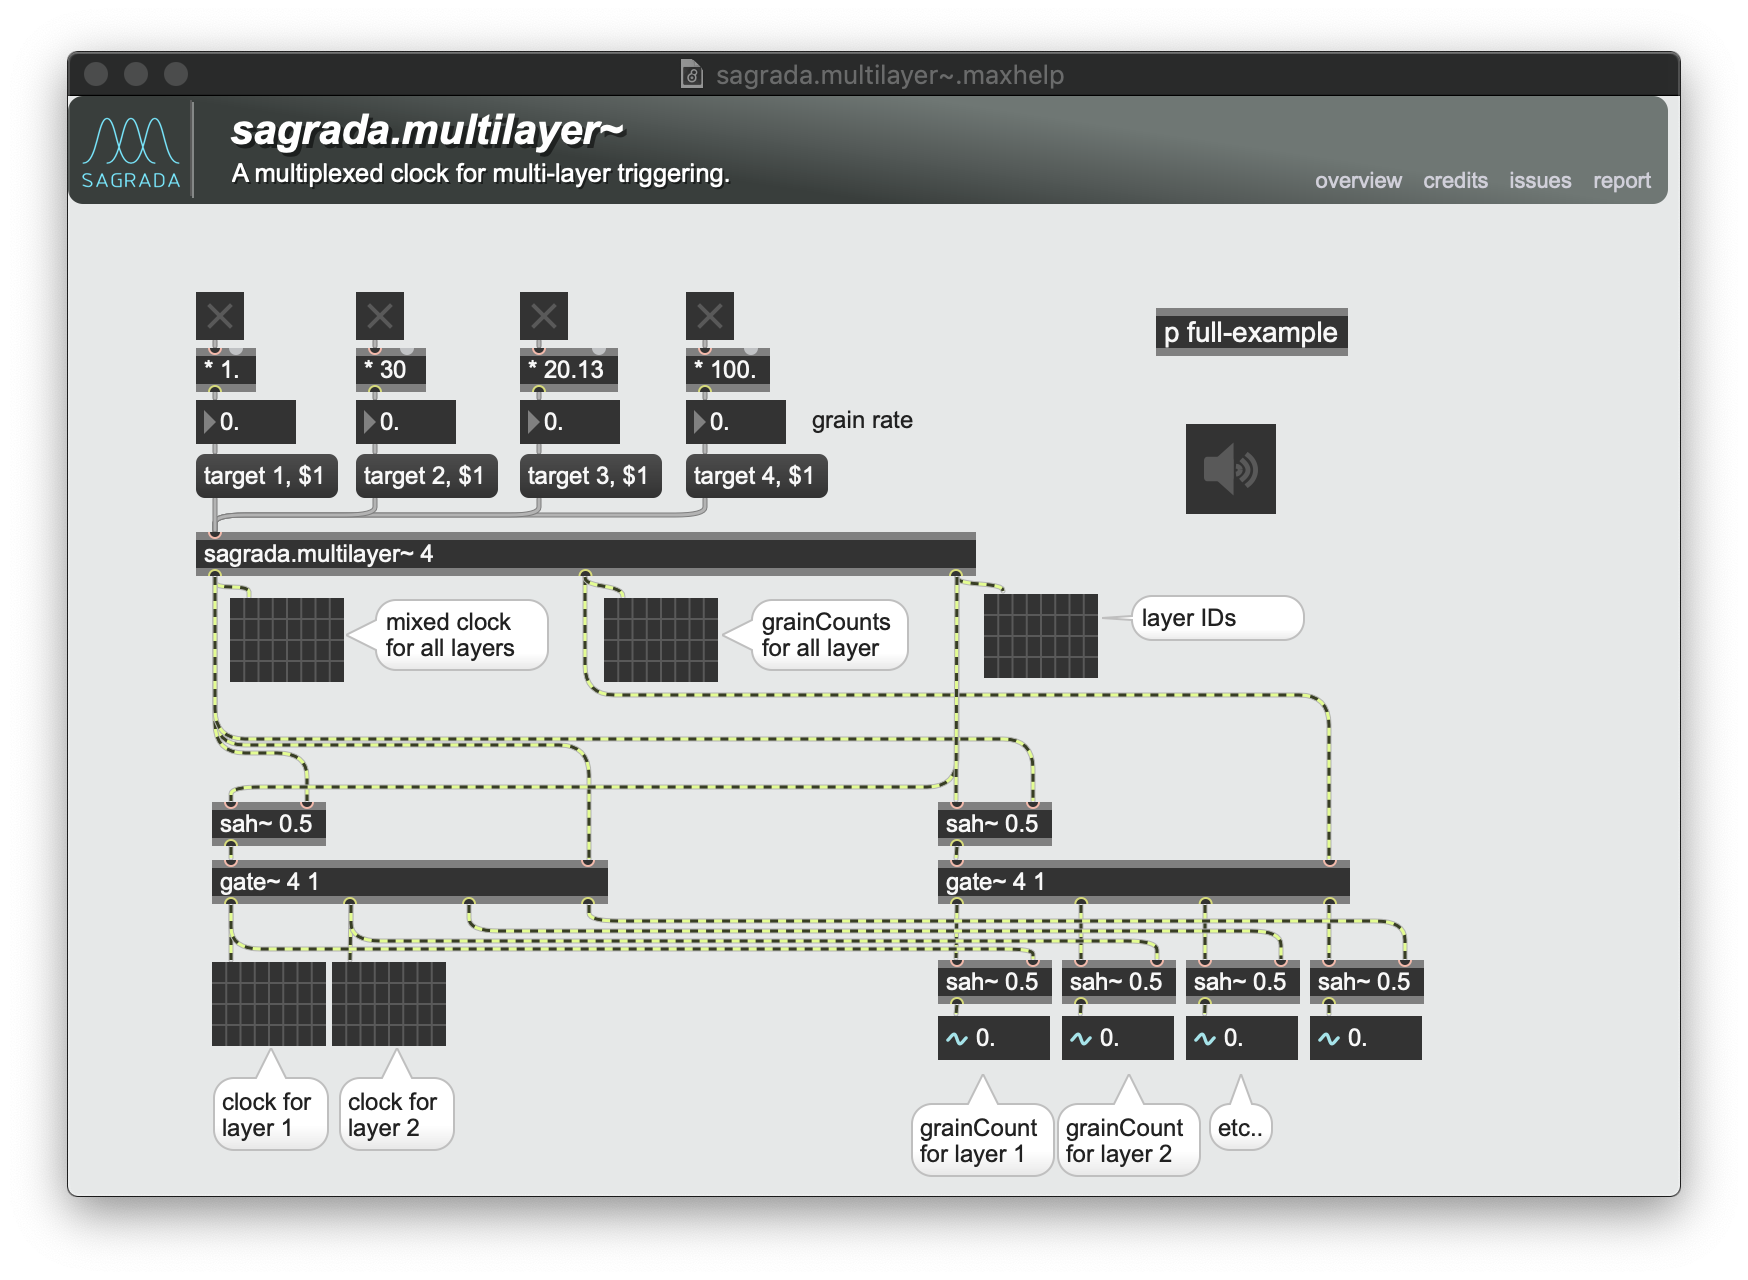 sagrada.multilayer~.maxhelp
SAGRADA
sagrada.multilayer~
A multiplexed clock for multi-layer triggering.
overview credits issues report
* 1.
* 30
* 20.13
* 100.
p full-example
0.
0.
0.
0.
grain rate
target 1, $1
target 2, $1
target 3, $1
target 4, $1
sagrada.multilayer~ 4
mixed clock
for all layers
grainCounts
for all layer
layer IDs
sah~ 0.5
sah~ 0.5
gate~ 4 1
gate~ 4 1
sah~ 0.5
sah~ 0.5
sah~ 0.5
sah~ 0.5
0.
0.
0.
0.
clock for
layer 1
clock for
layer 2
grainCount
for layer 1
grainCount
for layer 2
etc..